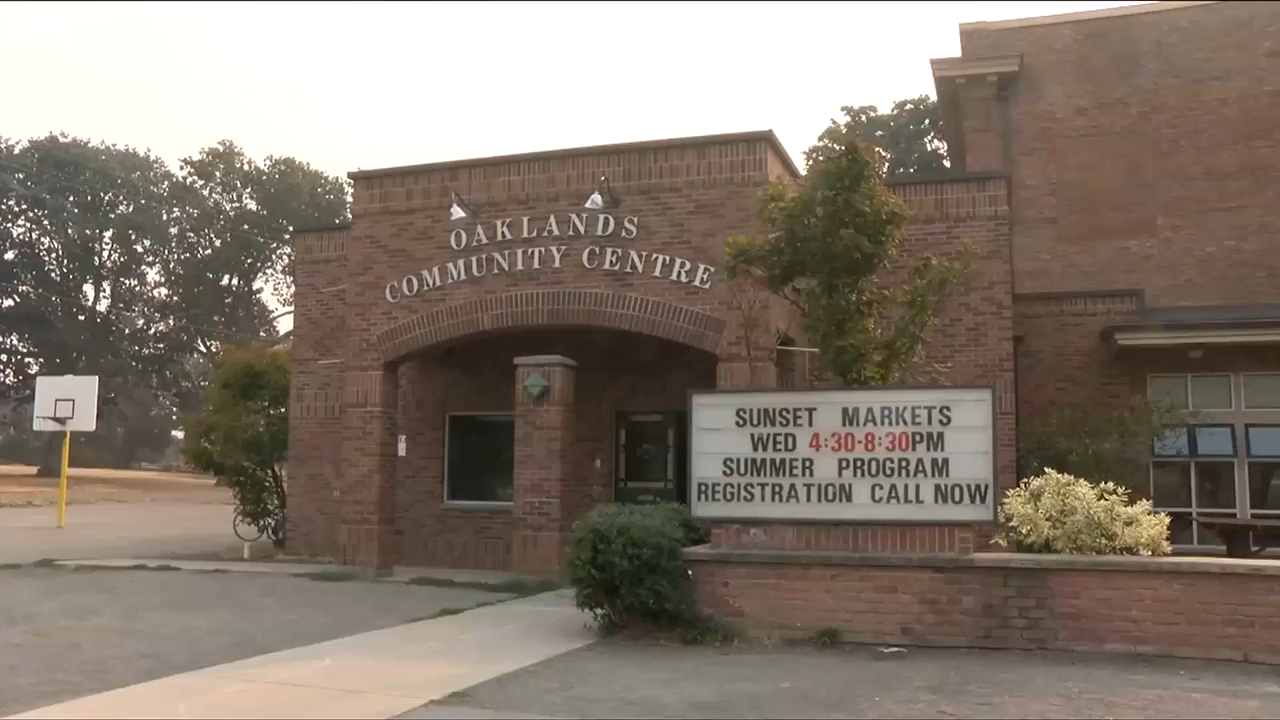 OAKLANDS
COMMUNITY CENTRE
SUNSET MARKETS
WED 4:30-8:30PM
SUMMER PROGRAM
REGISTRATION CALL NOW